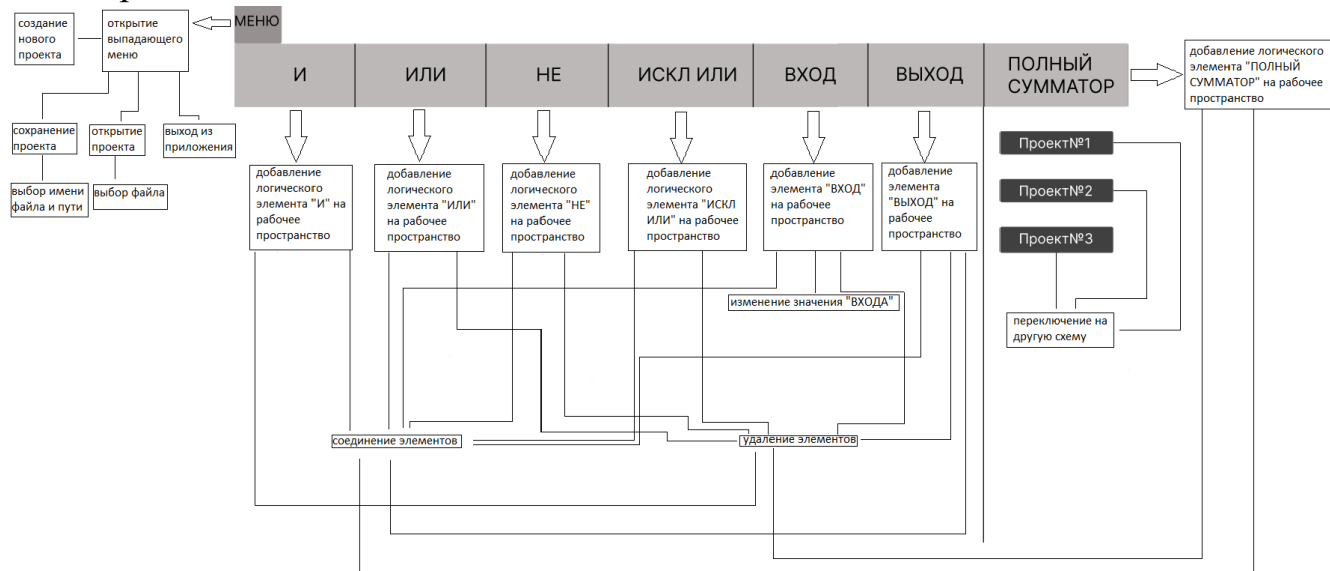 создание
нового
проекта
открытие
выпадающего
меню
МЕНЮ
И
ИЛИ
НЕ
ИСКЛ ИЛИ
ВХОД
ВЫХОД
ПОЛНЫЙ
СУММАТОР
добавление логического
элемента "ПОЛНЫЙ
СУММАТОР" на рабочее
пространство
сохранение
проекта
открытие
проекта
выход из
приложения
выбор имени
файла и пути
выбор файла
добавление
логического
элемента "И" на
рабочее
пространство
добавление
логического
элемента "ИЛИ"
на рабочее
пространство
добавление
логического
элемента "НЕ"
на рабочее
пространство
добавление
логического
элемента "ИСКЛ
ИЛИ" на рабочее
пространство
добавление
элемента "ВХОД"
на рабочее
пространство
добавление
элемента
"ВЫХОД" на
рабочее
пространство
Проект№1
Проект№2
Проект№3
изменение значения "ВХОДА"
переключение на
другую схему
соединение элементов
удаление элементов